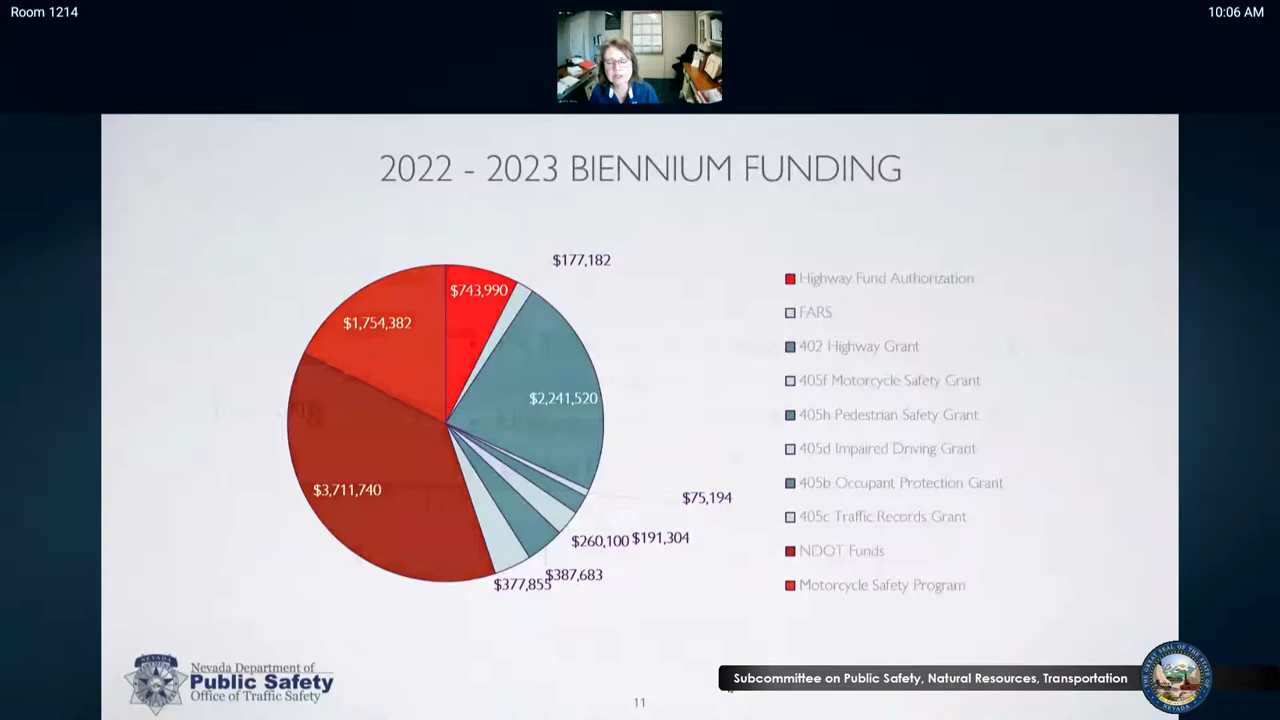 Room 1214
10:06 AM
2022 - 2023 BIENNIUM FUNDING
$177,182
$743,990
$1,754,382
$2,241,520
$3,711,740
$75,194
$260,100
$191,304
$387,683
$377,855
Highway Fund Authorization
FARS
402 Highway Grant
405f Motorcycle Safety Grant
405h Pedestrian Safety Grant
405d Impaired Driving Grant
405b Occupant Protection Grant
405c Traffic Records Grant
NDOT Funds
Motorcycle Safety Program
Nevada Department of
Public Safety
Office of Traffic Safety
11
Subcommittee on Public Safety, Natural Resources, Transportation